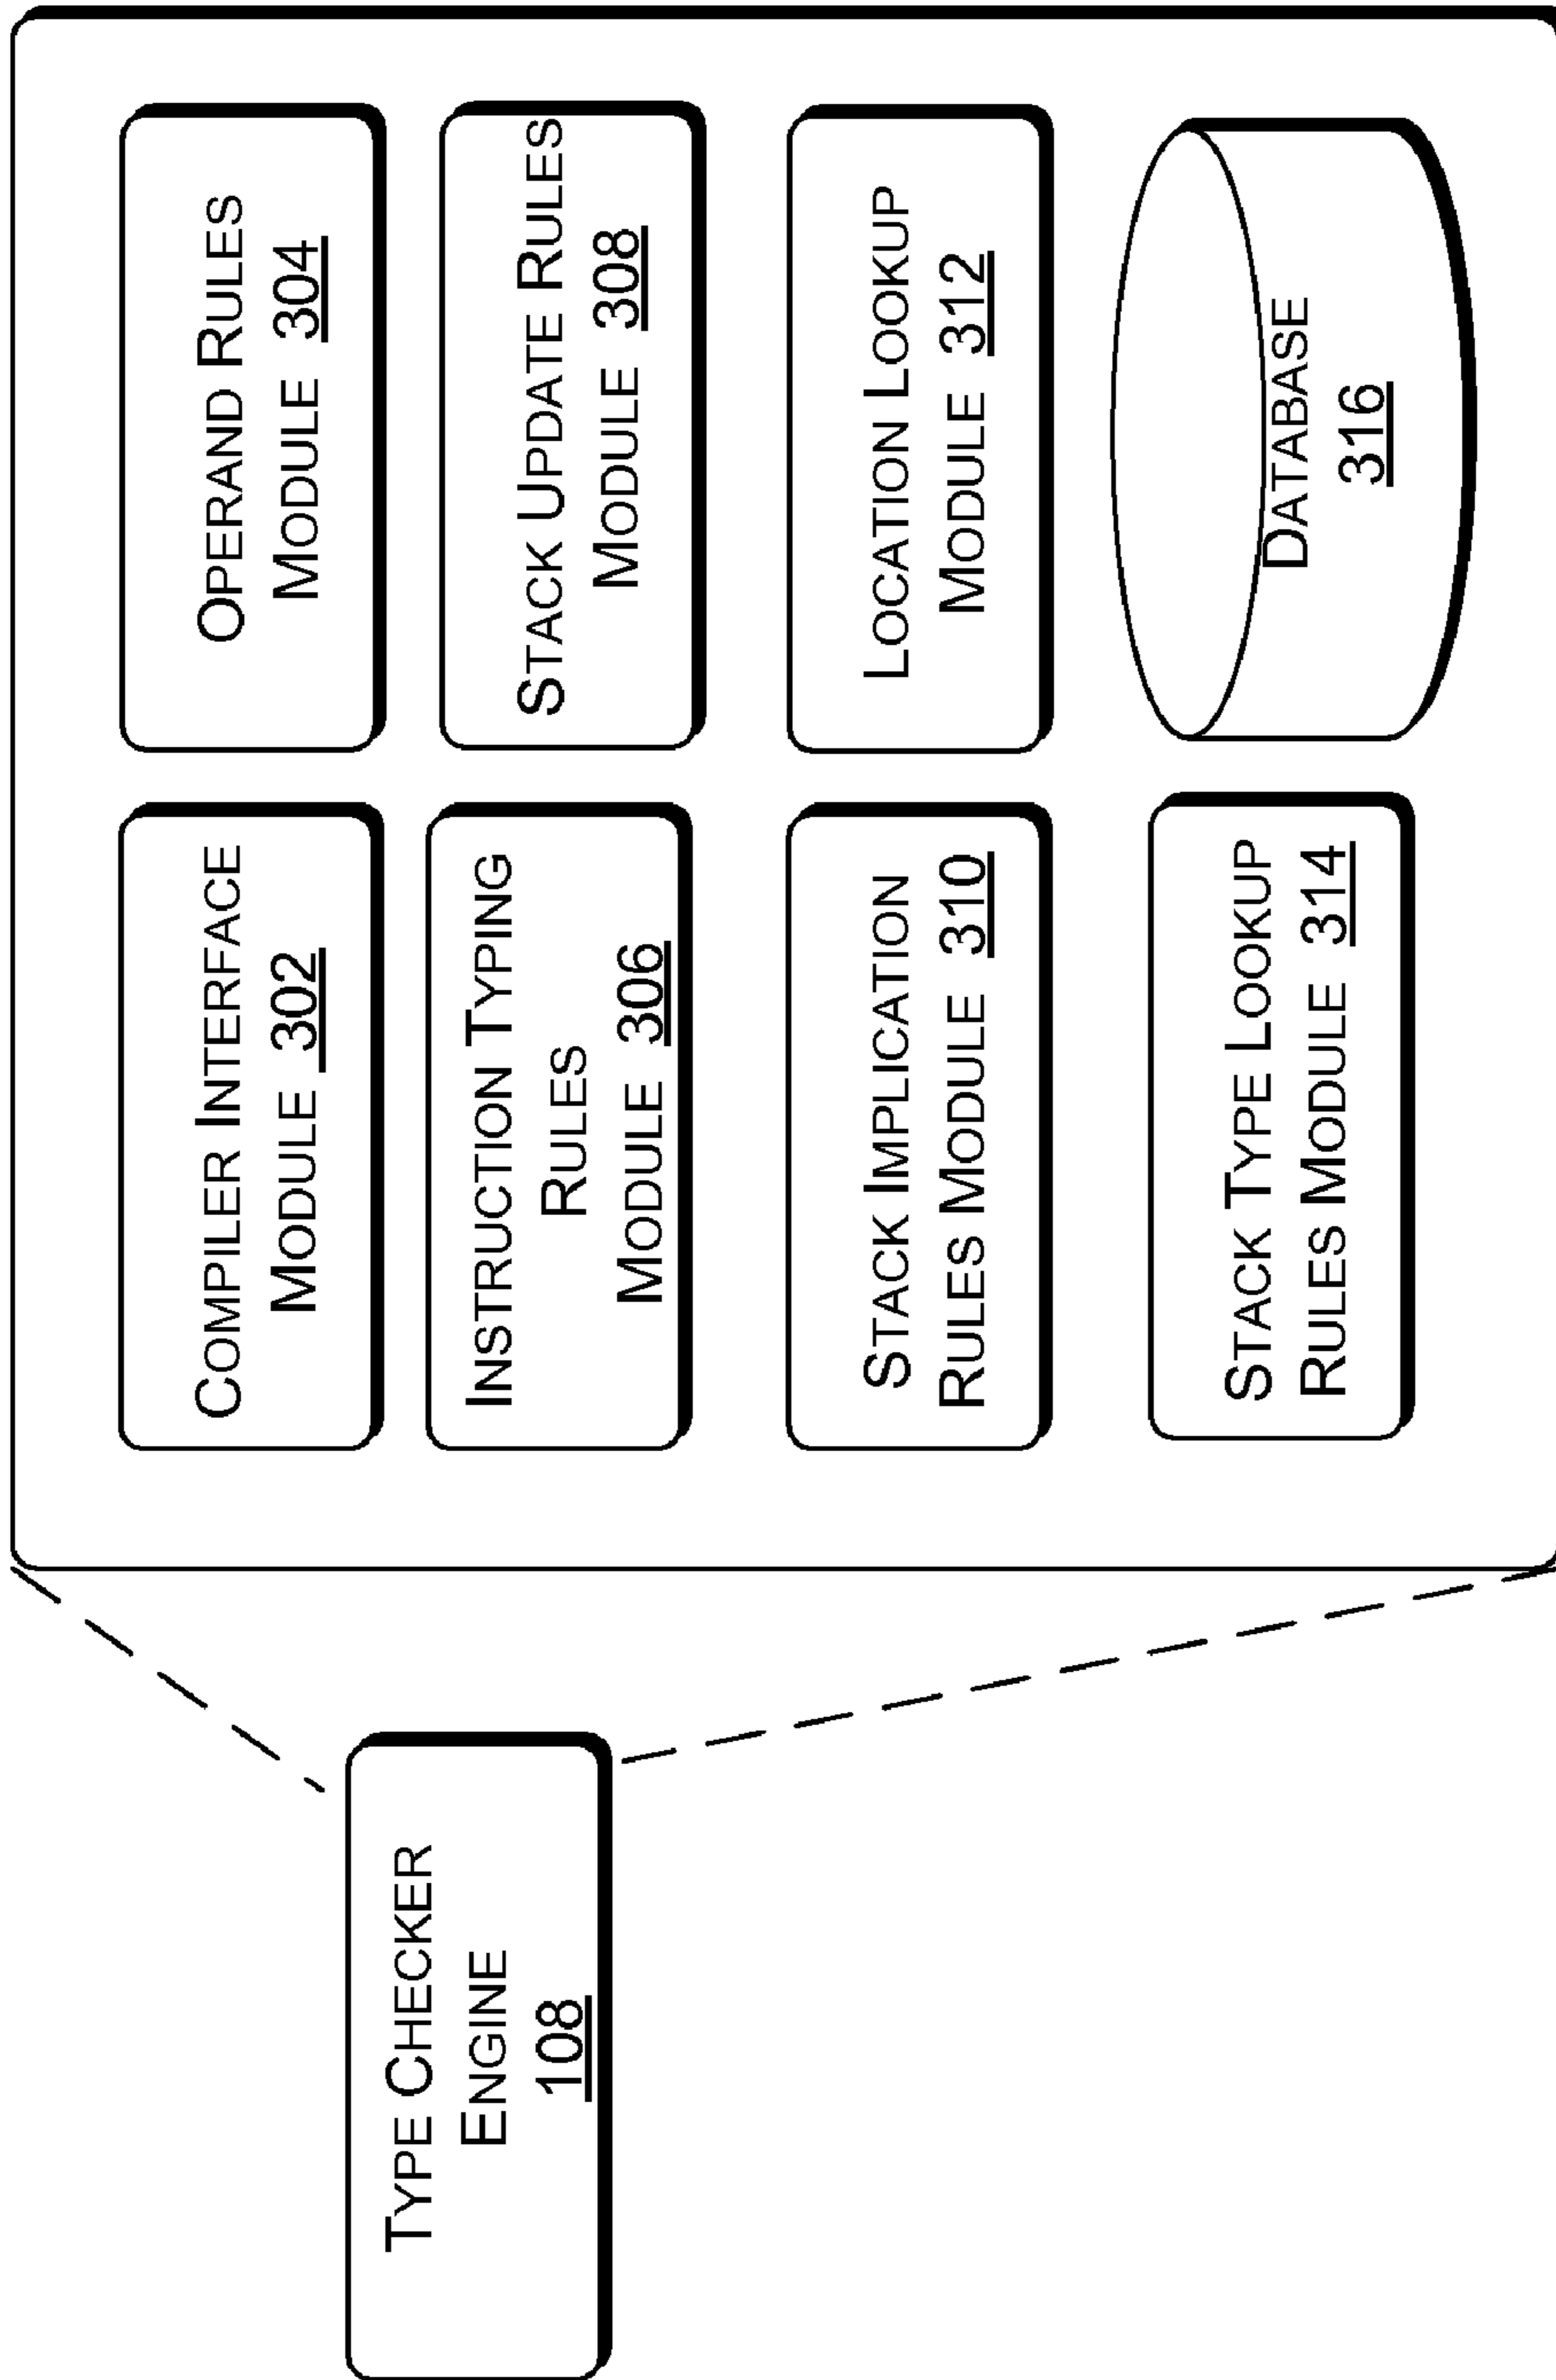 TYPE CHECKER
ENGINE
108
COMPILER INTERFACE
MODULE 302
OPERAND RULES
MODULE 304
INSTRUCTION TYPING
RULES
MODULE 306
STACK UPDATE RULES
MODULE 308
STACK IMPLICATION
RULES MODULE 310
LOCATION LOOKUP
MODULE 312
STACK TYPE LOOKUP
RULES MODULE 314
DATABASE
316